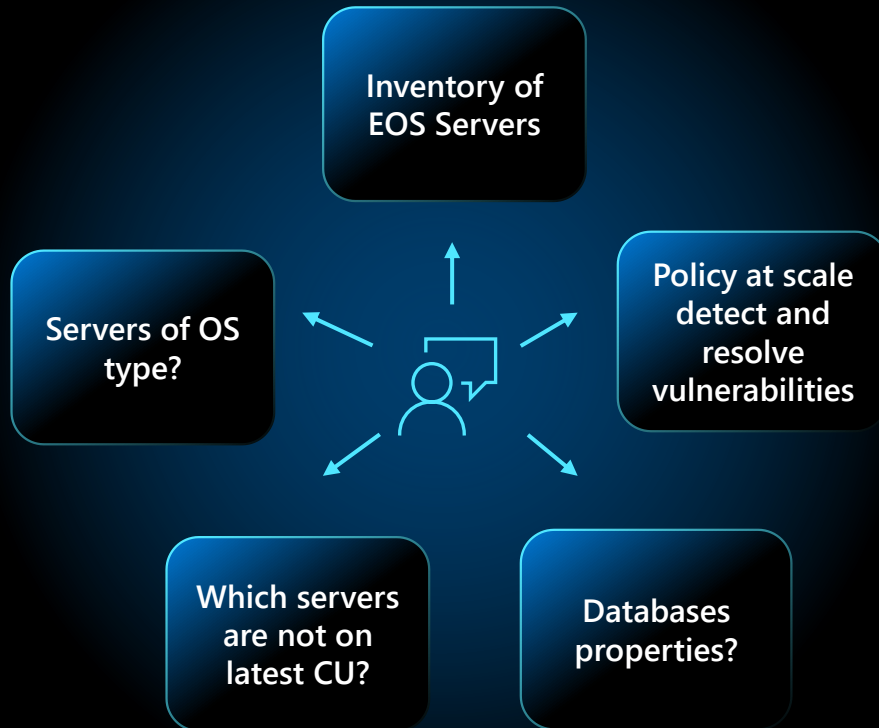 Inventory of
EOS Servers
Servers of OS
type?
Policy at scale
detect and
resolve
vulnerabilities
Which servers
are not on
latest CU?
Databases
properties?